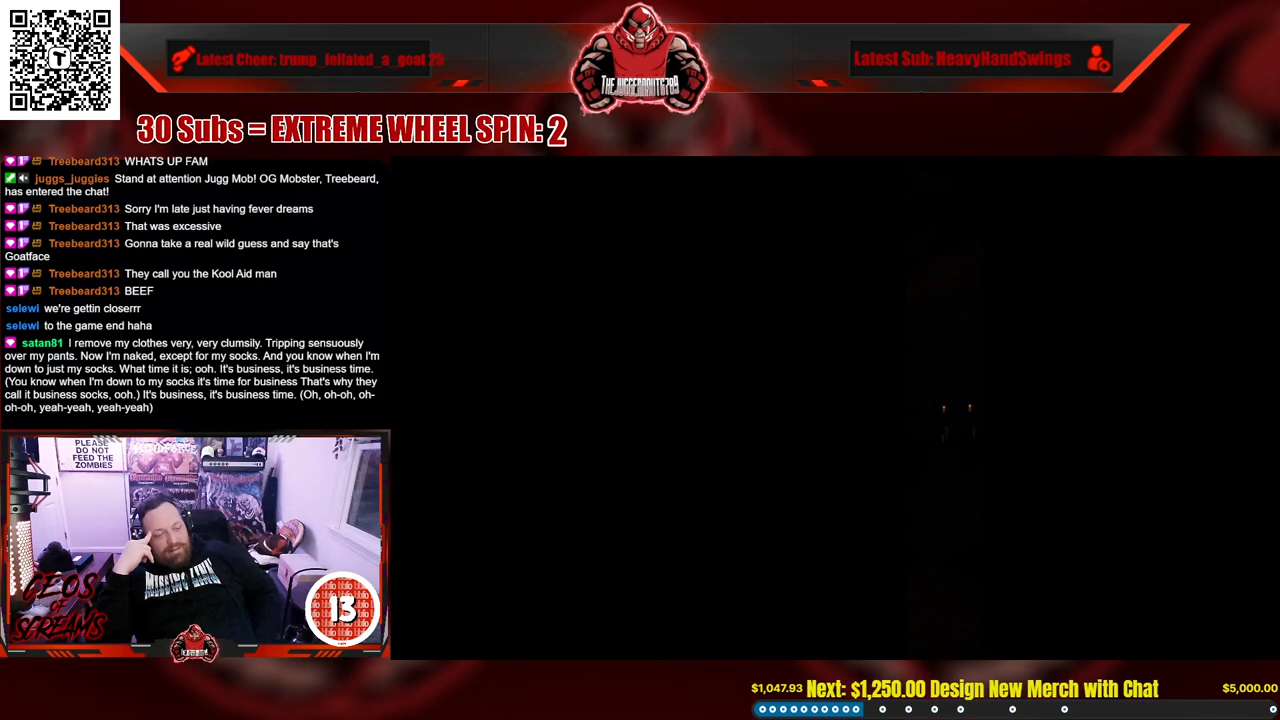 Latest Cheer: trump_fellated_a_goat 25
THEJUGGERNAUT6789
Latest Sub: HeavyHandSwings
30 Subs = EXTREME WHEEL SPIN: 2
Treebeard313 WHATS UP FAM
juggs_juggies Stand at attention Jugg Mob! OG Mobster, Treebeard,
has entered the chat!
Treebeard313 Sorry I'm late just having fever dreams
Treebeard313 That was excessive
Treebeard313 Gonna take a real wild guess and say that's
Goatface
Treebeard313 They call you the Kool Aid man
Treebeard313 BEEF
selewi we're gettin closerrr
selewi to the game end haha
satan81 I remove my clothes very, very clumsily. Tripping sensuously
over my pants. Now I'm naked, except for my socks. And you know when I'm
down to just my socks. What time it is; ooh. It's business, it's business time.
(You know when I'm down to my socks it's time for business That's why they
call it business socks, ooh.) It's business, it's business time. (Oh, oh-oh, oh-
oh-oh, yeah-yeah, yeah-yeah)
PLEASE
DO NOT
FEED THE
ZOMBIES
MISSING LINK
CEOS
OF
SCREAMS
13
$1,047.93 Next: $1,250.00 Design New Merch with Chat $5,000.00